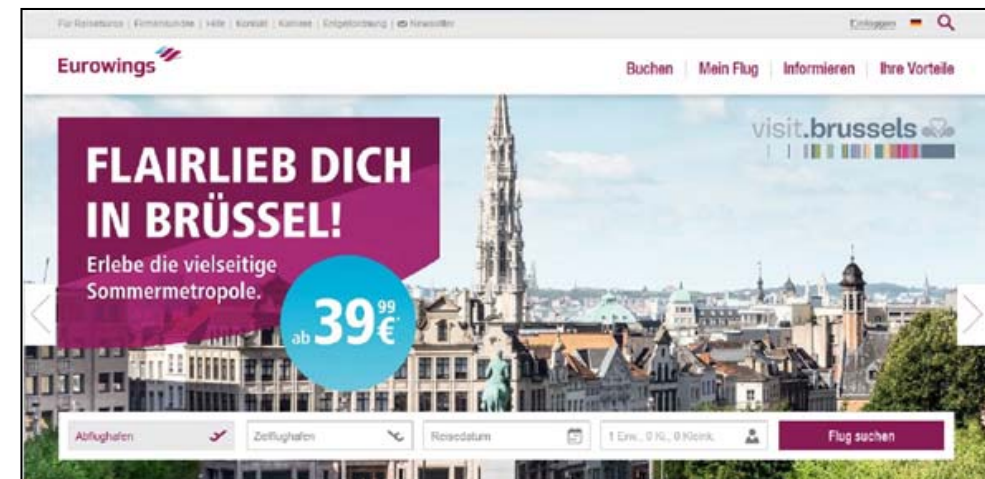 Für Reisebüros | Firmenkunden | Hilfe | Kontakt | Karriere | Entgeltordnung | Newsletter
Einloggen
Eurowings
Buchen | Mein Flug | Informieren | Ihre Vorteile
visit.brussels
FLAIRLIEB DICH
IN BRÜSSEL!
Erlebe die vielseitige
Sommermetropole.
ab 39,99 €*
Abflughafen
Zielflughafen
Reisedatum
1 Erw., 0 Ki., 0 Kleink.
Flug suchen